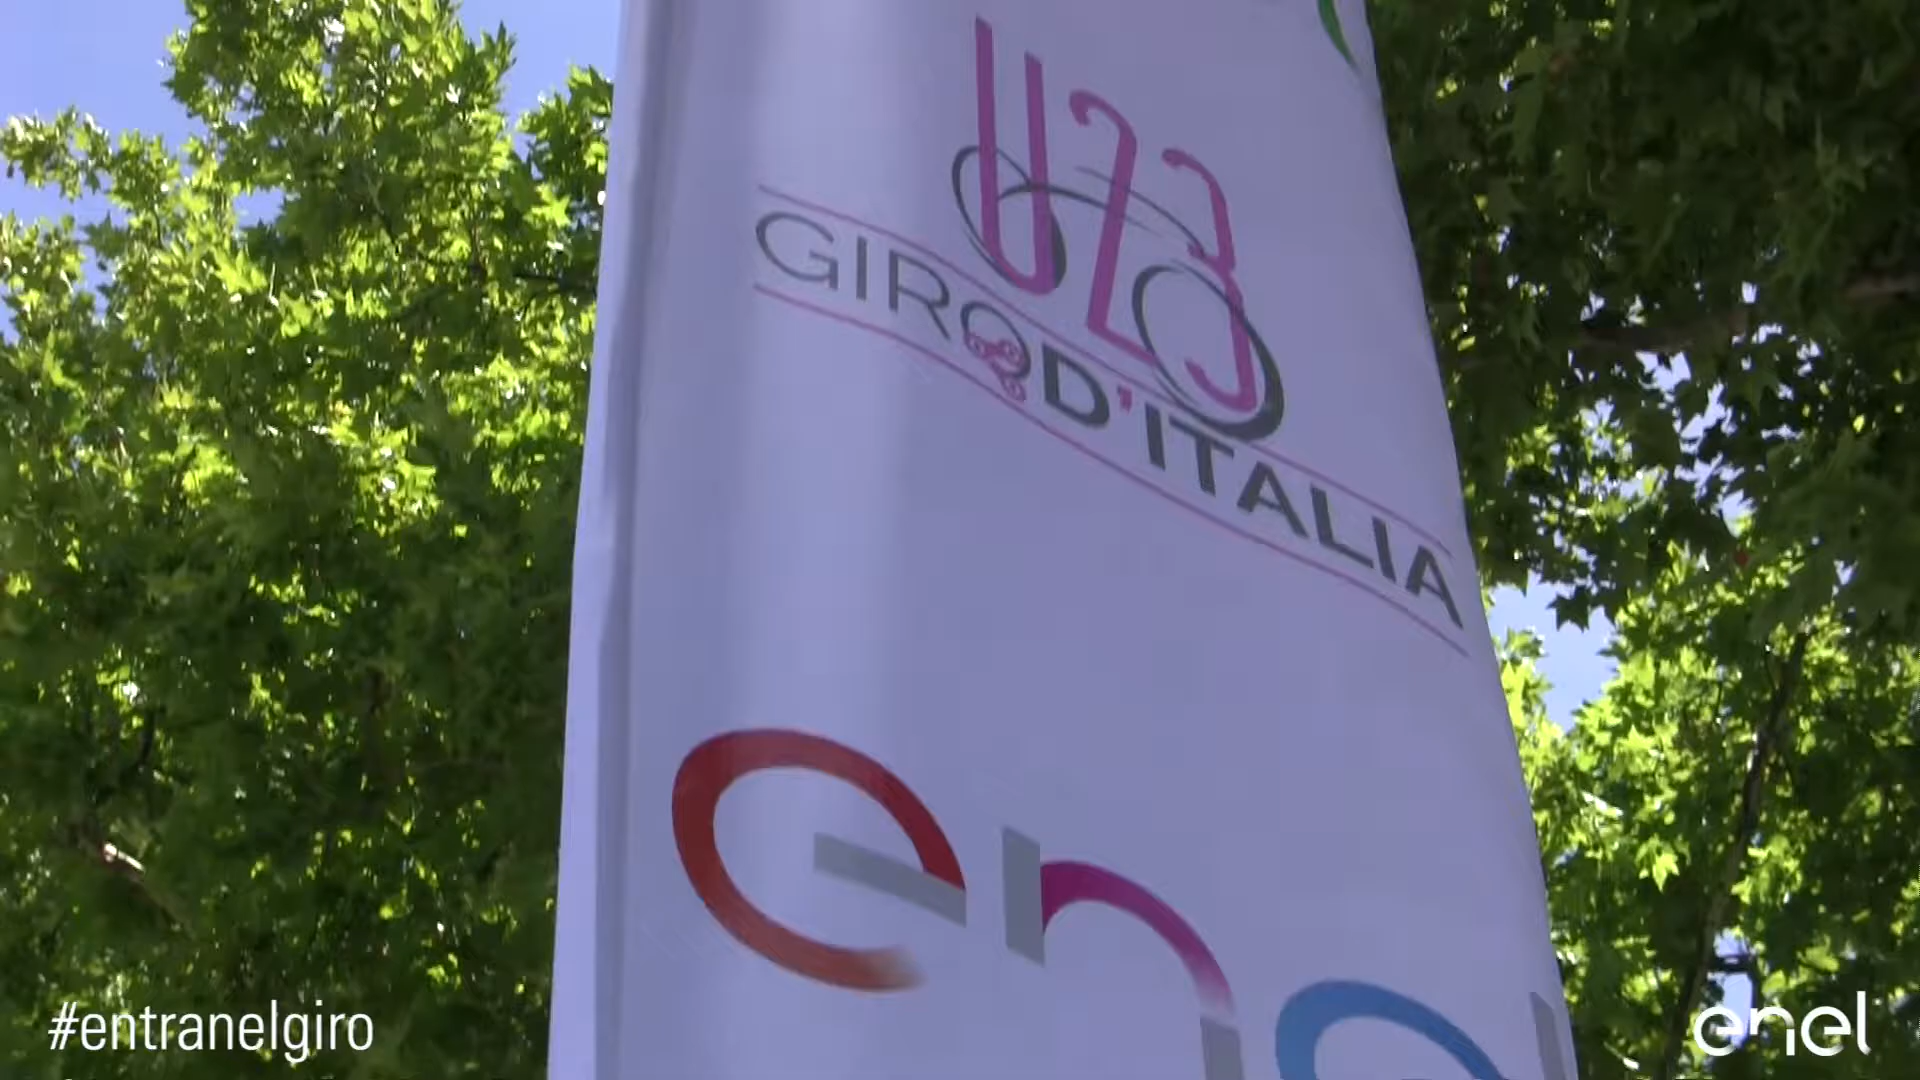 U23
GIRO D'ITALIA
enel
#entranelgiro
enel